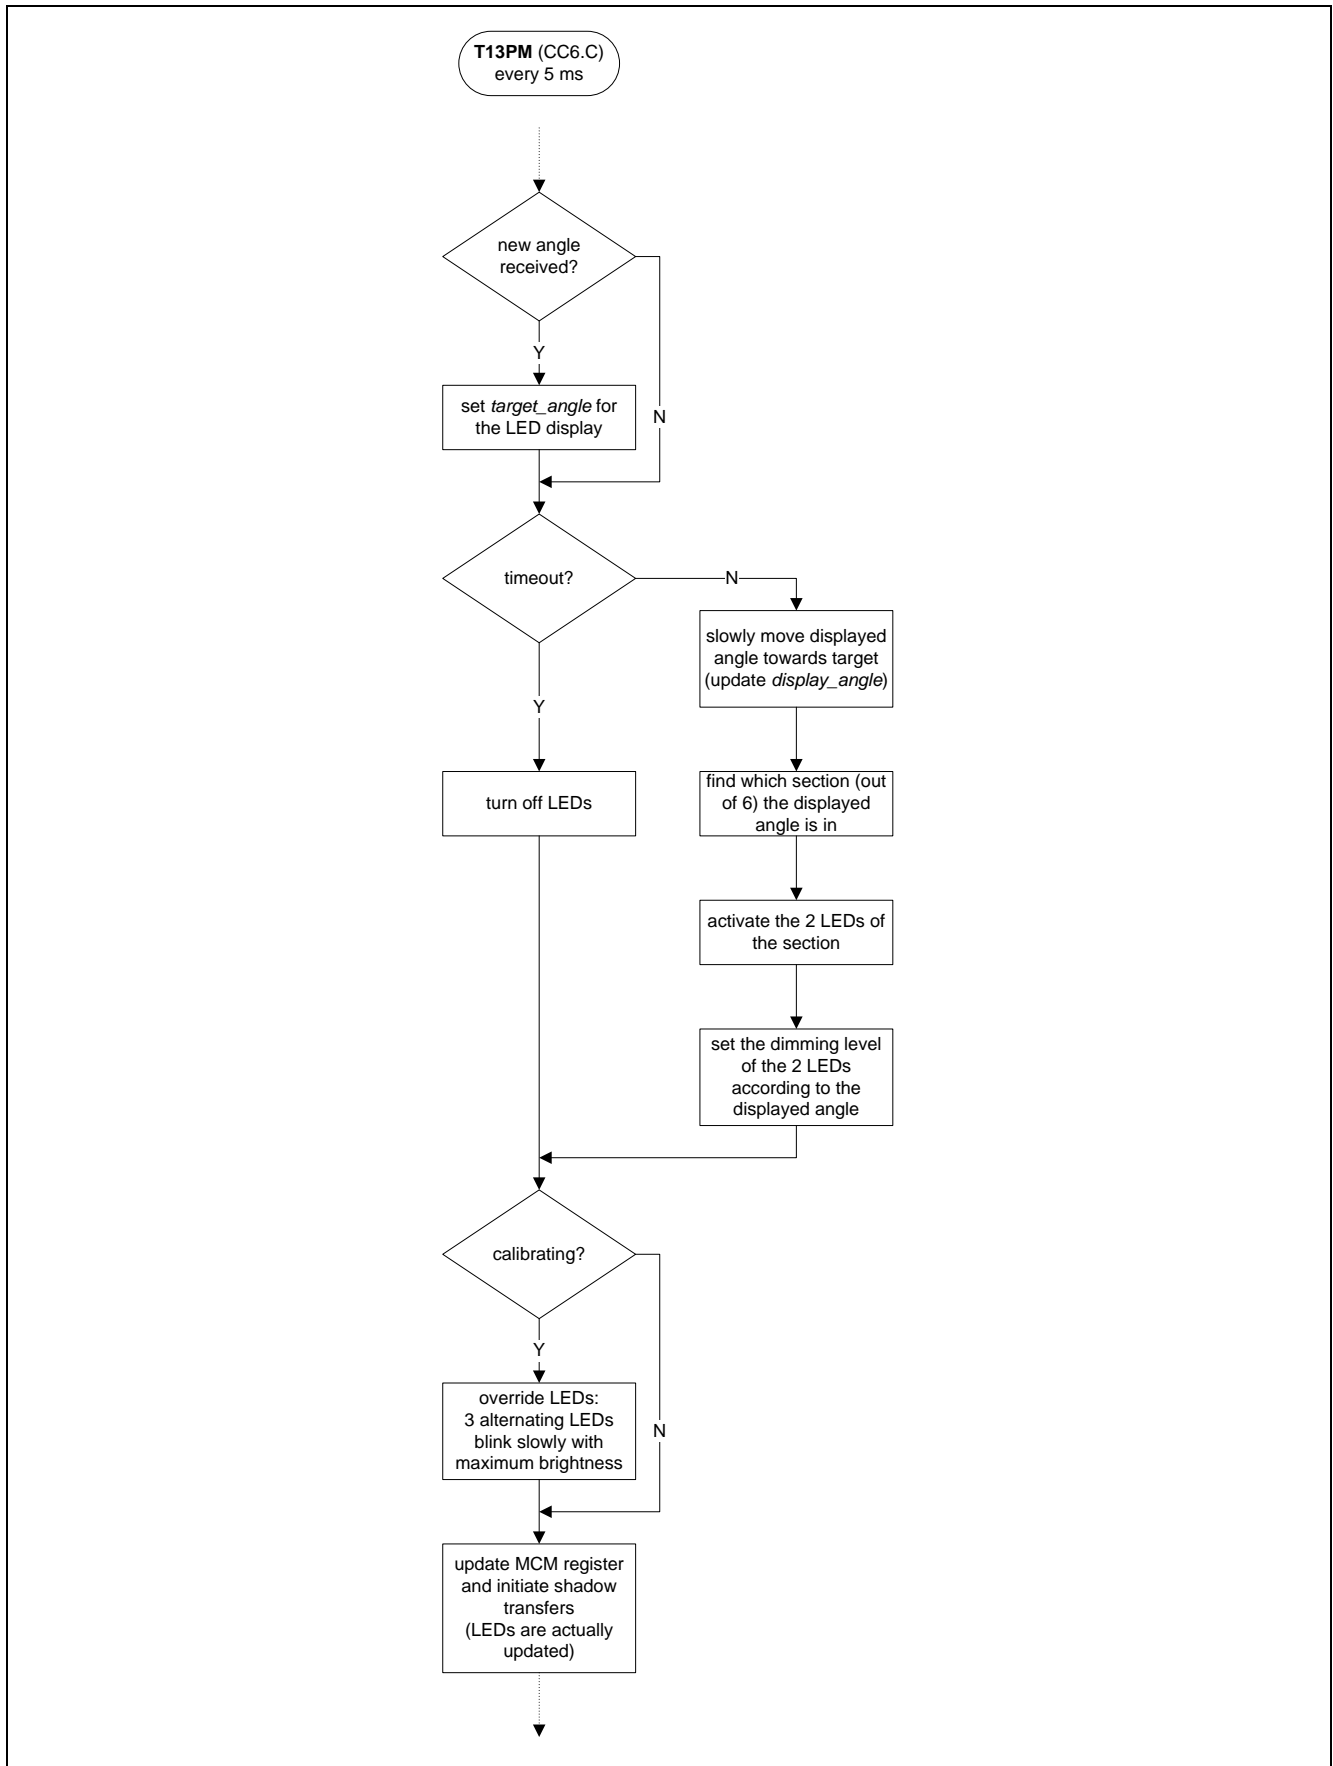 T13PM (CC6.C)
every 5 ms
new angle
received?
Y
set target_angle for
the LED display
N
timeout?
N
slowly move displayed
angle towards target
(update display_angle)
Y
turn off LEDs
find which section (out
of 6) the displayed
angle is in
activate the 2 LEDs of
the section
set the dimming level
of the 2 LEDs
according to the
displayed angle
calibrating?
Y
override LEDs:
3 alternating LEDs
blink slowly with
maximum brightness
N
update MCM register
and initiate shadow
transfers
(LEDs are actually
updated)